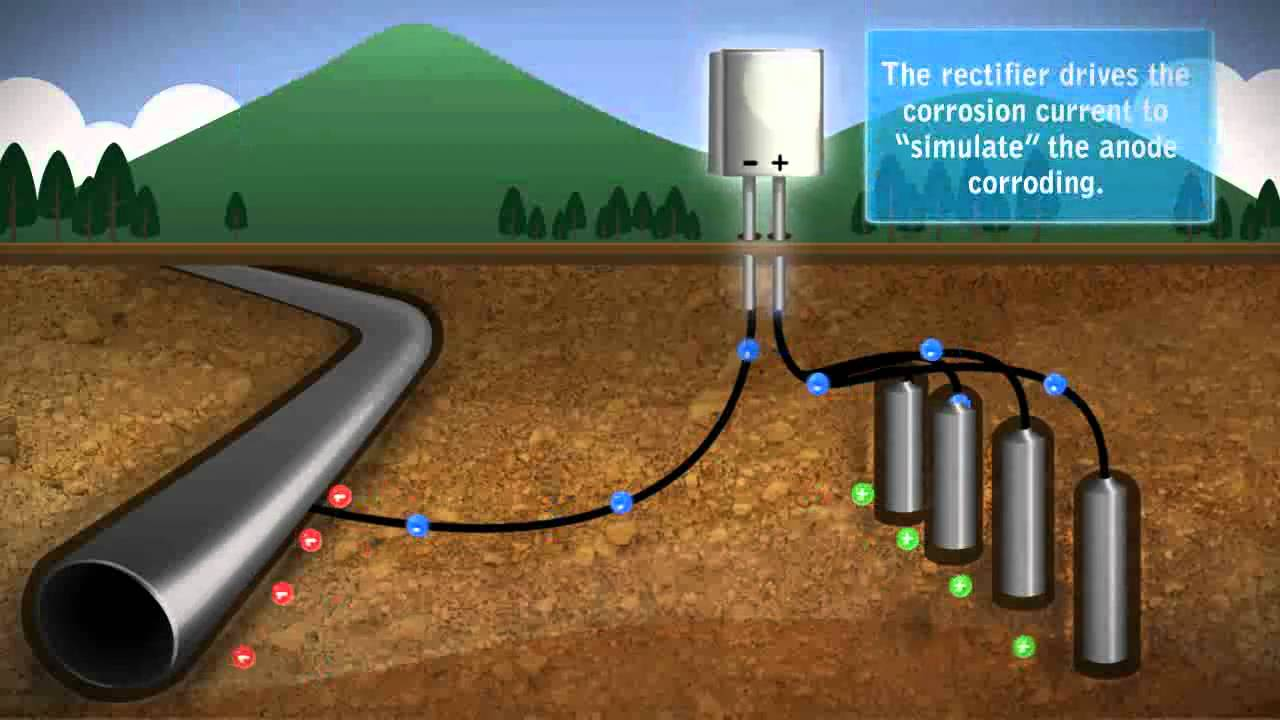 The rectifier drives the
corrosion current to
“simulate” the anode
corroding.
- +